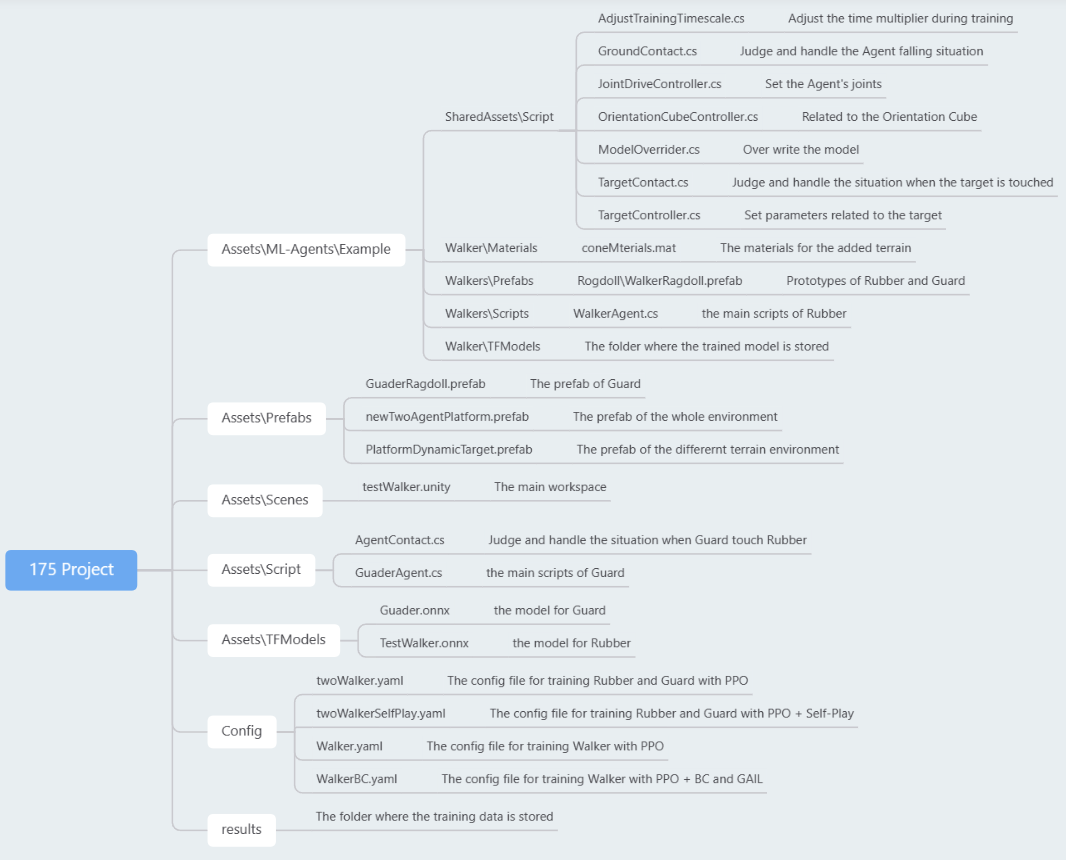 175 Project
Assets\ML-Agents\Example
SharedAssets\Script
AdjustTrainingTimescale.cs Adjust the time multiplier during training
GroundContact.cs Judge and handle the Agent falling situation
JointDriveController.cs Set the Agent's joints
OrientationCubeController.cs Related to the Orientation Cube
ModelOverrider.cs Over write the model
TargetContact.cs Judge and handle the situation when the target is touched
TargetController.cs Set parameters related to the target
Walker\Materials coneMterials.mat The materials for the added terrain
Walkers\Prefabs Rogdoll\WalkerRagdoll.prefab Prototypes of Rubber and Guard
Walkers\Scripts WalkerAgent.cs the main scripts of Rubber
Walker\TFModels The folder where the trained model is stored
Assets\Prefabs
GuaderRagdoll.prefab The prefab of Guard
newTwoAgentPlatform.prefab The prefab of the whole environment
PlatformDynamicTarget.prefab The prefab of the differernt terrain environment
Assets\Scenes testWalker.unity The main workspace
Assets\Script
AgentContact.cs Judge and handle the situation when Guard touch Rubber
GuaderAgent.cs the main scripts of Guard
Assets\TFModels
Guader.onnx the model for Guard
TestWalker.onnx the model for Rubber
Config
twoWalker.yaml The config file for training Rubber and Guard with PPO
twoWalkerSelfPlay.yaml The config file for training Rubber and Guard with PPO + Self-Play
Walker.yaml The config file for training Walker with PPO
WalkerBC.yaml The config file for training Walker with PPO + BC and GAIL
results The folder where the training data is stored